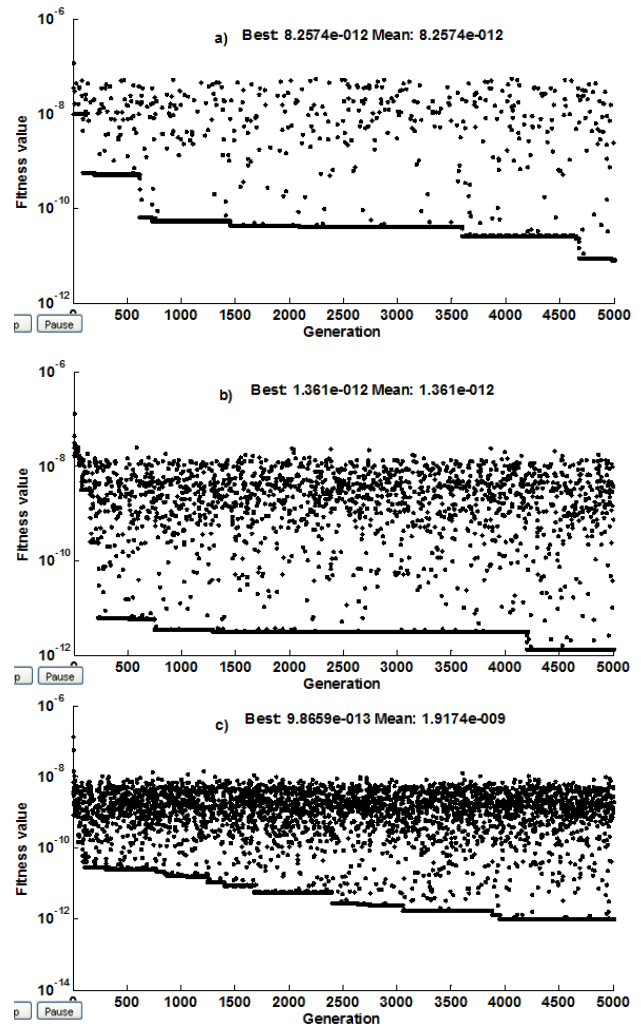 a) Best: 8.2574e-012 Mean: 8.2574e-012
10^-6
10^-8
10^-10
10^-12
Fitness value
0 500 1000 1500 2000 2500 3000 3500 4000 4500 5000
p Pause Generation
b) Best: 1.361e-012 Mean: 1.361e-012
10^-6
10^-8
10^-10
10^-12
Fitness value
500 1000 1500 2000 2500 3000 3500 4000 4500 5000
p Pause Generation
c) Best: 9.8659e-013 Mean: 1.9174e-009
10^-6
10^-8
10^-10
10^-12
10^-14
Fitness value
500 1000 1500 2000 2500 3000 3500 4000 4500 5000
p Pause Generation